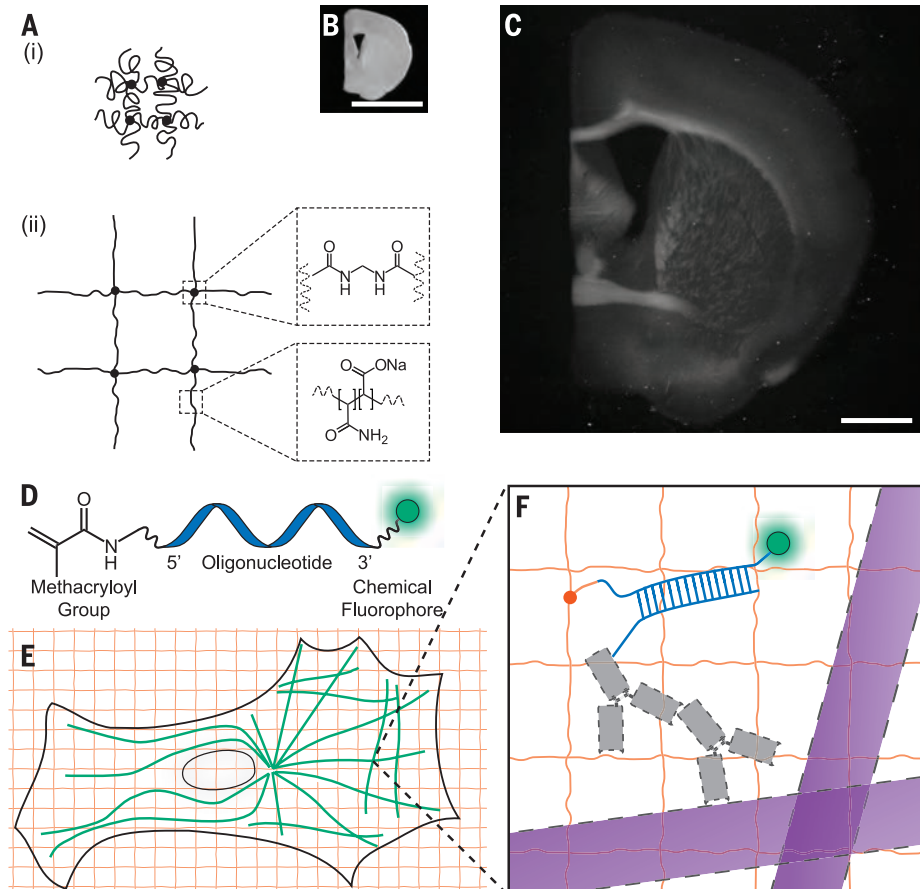 A
(i)
B
C
(ii)
O
O
N
H
N
H
ONa
O
O
NH2
D
O
N
H
5’
Oligonucleotide
3’
Methacryloyl
Group
Chemical
Fluorophore
E
F